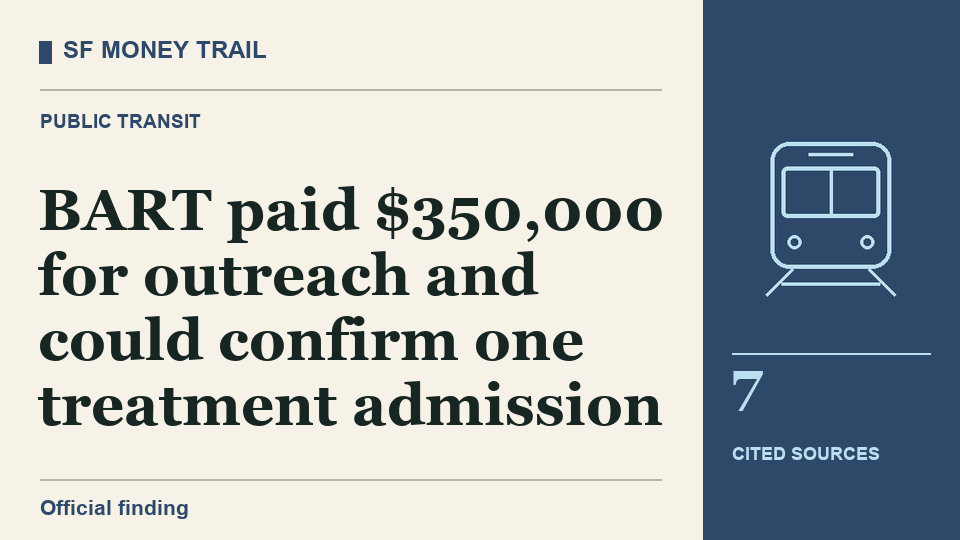 SF MONEY TRAIL
PUBLIC TRANSIT
BART paid $350,000
for outreach and
could confirm one
treatment admission
Official finding
7
CITED SOURCES